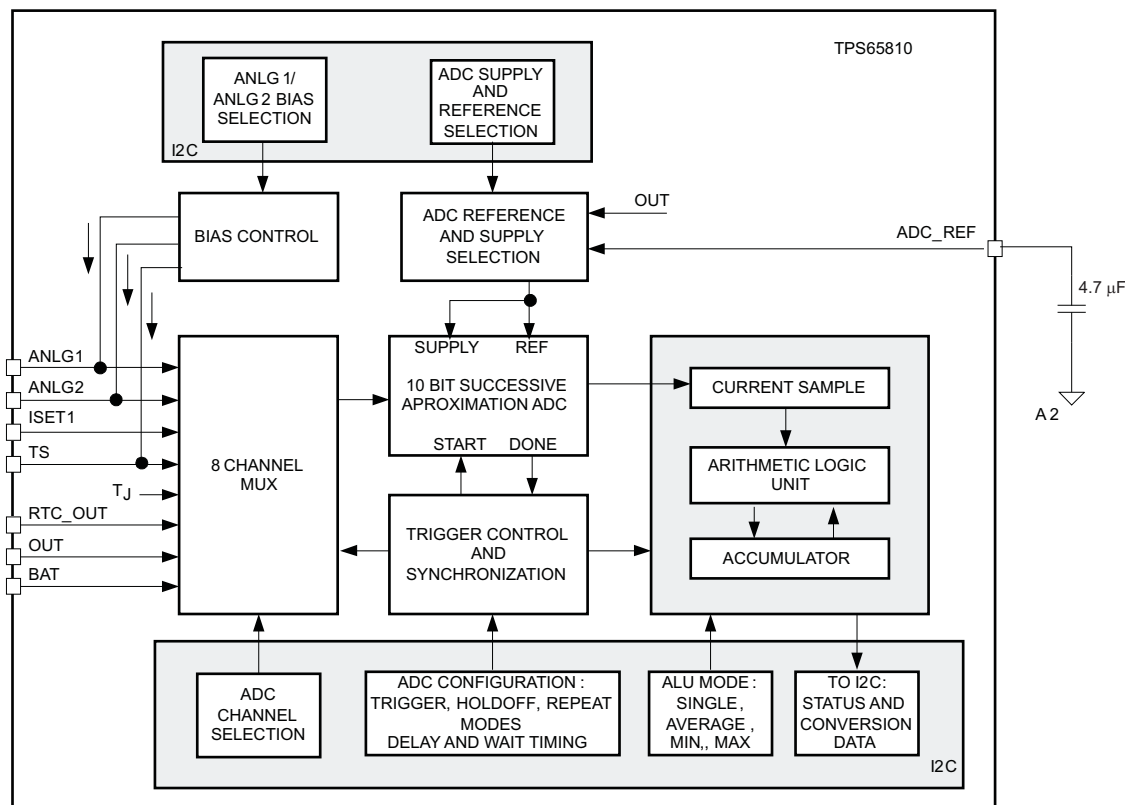 TPS65810
ANLG 1/
ANLG 2 BIAS
SELECTION
ADC SUPPLY
AND
REFERENCE
SELECTION
I2C
BIAS CONTROL
ADC REFERENCE
AND SUPPLY
SELECTION
OUT
ADC_REF
4.7 μF
A 2
ANLG1
ANLG2
ISET1
TS
TJ
RTC_OUT
OUT
BAT
8 CHANNEL
MUX
SUPPLY REF
10 BIT SUCCESSIVE
APROXIMATION ADC
START DONE
TRIGGER CONTROL
AND
SYNCHRONIZATION
CURRENT SAMPLE
ARITHMETIC LOGIC
UNIT
ACCUMULATOR
ADC
CHANNEL
SELECTION
ADC CONFIGURATION :
TRIGGER, HOLDOFF, REPEAT
MODES
DELAY AND WAIT TIMING
ALU MODE :
SINGLE ,
AVERAGE ,
MIN,, MAX
TO I2C:
STATUS AND
CONVERSION
DATA
I2C